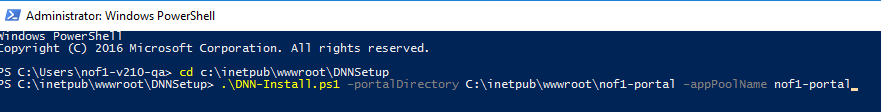 Administrator: Windows PowerShell
Windows PowerShell
Copyright (C) 2016 Microsoft Corporation. All rights reserved.
PS C:\Users\nof1-v210-qa> cd c:\inetpub\wwwroot\DNNSetup
PS C:\inetpub\wwwroot\DNNSetup> .\DNN-Install.ps1 -portalDirectory C:\inetpub\wwwroot\nof1-portal -appPoolName nof1-portal_